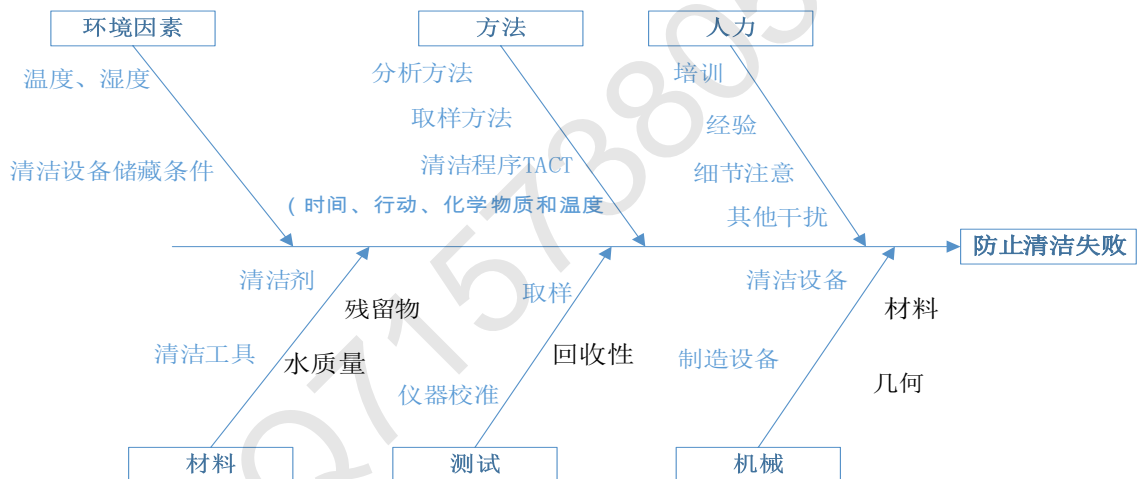 环境因素
方法
人力
温度、湿度
分析方法
培训
取样方法
经验
清洁设备储藏条件
清洁程序TACT
细节注意
（时间、行动、化学物质和温度
其他干扰
防止清洁失败
清洁剂
取样
清洁设备
残留物
材料
清洁工具
水质量
回收性
制造设备
仪器校准
几何
材料
测试
机械